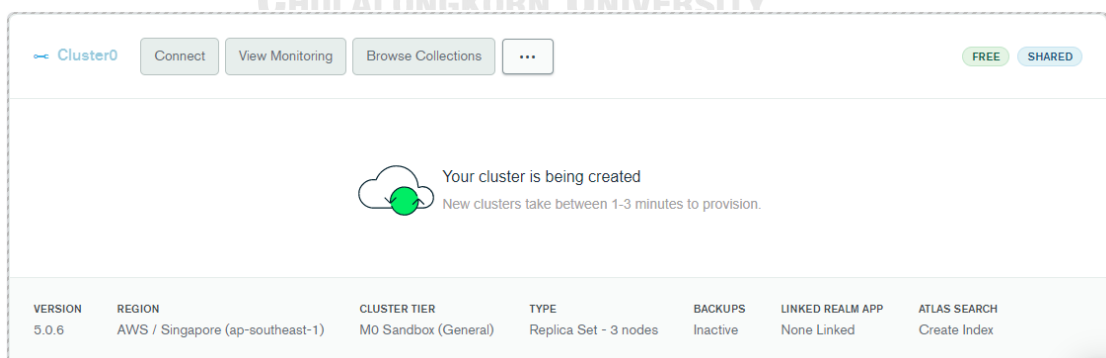 CHULALONGKORN UNIVERSITY
Cluster0 Connect View Monitoring Browse Collections ... FREE SHARED
Your cluster is being created
New clusters take between 1-3 minutes to provision.
VERSION REGION CLUSTER TIER TYPE BACKUPS LINKED REALM APP ATLAS SEARCH
5.0.6 AWS / Singapore (ap-southeast-1) M0 Sandbox (General) Replica Set - 3 nodes Inactive None Linked Create Index